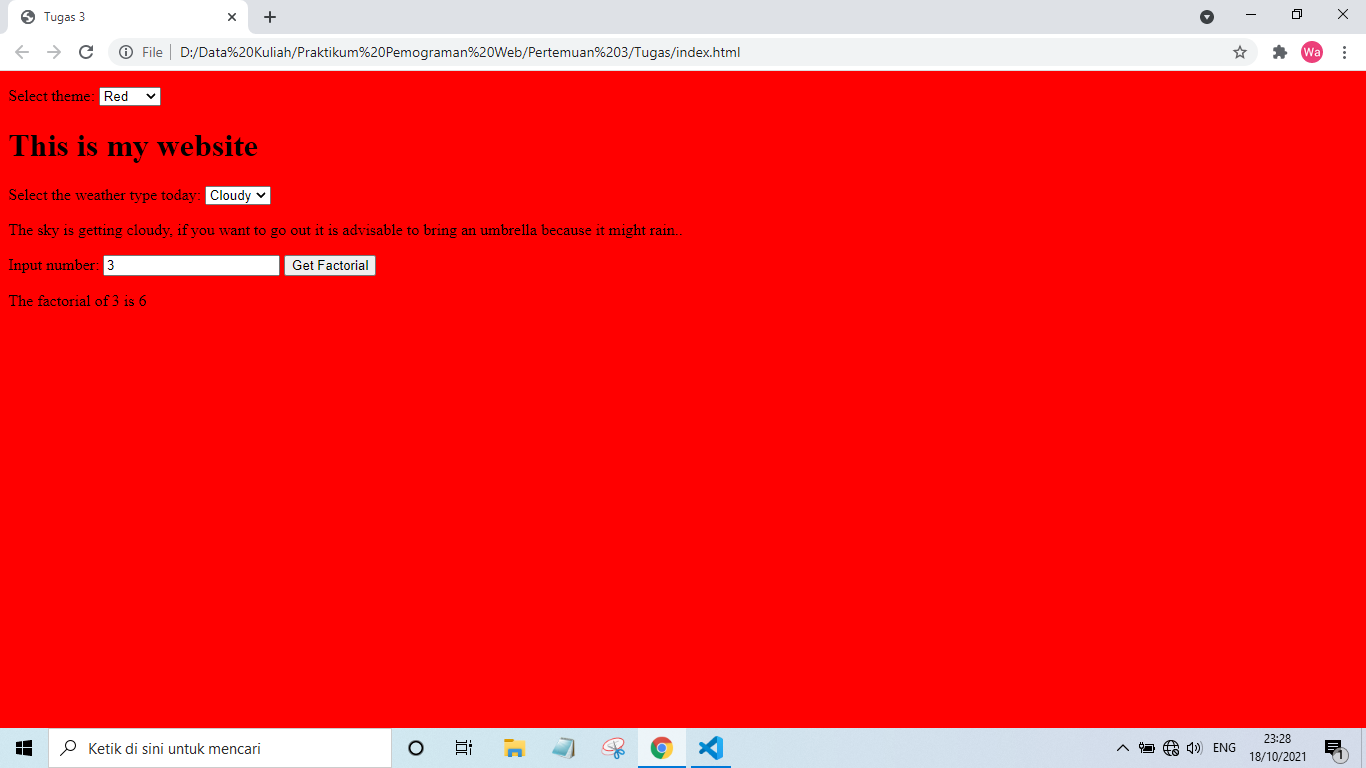 Tugas 3
File
D:/Data%20Kuliah/Praktikum%20Pemograman%20Web/Pertemuan%203/Tugas/index.html
Wa
Select theme: Red
This is my website
Select the weather type today: Cloudy
The sky is getting cloudy, if you want to go out it is advisable to bring an umbrella because it might rain..
Input number: 3 Get Factorial
The factorial of 3 is 6
Ketik di sini untuk mencari
ENG
23:28
18/10/2021
1